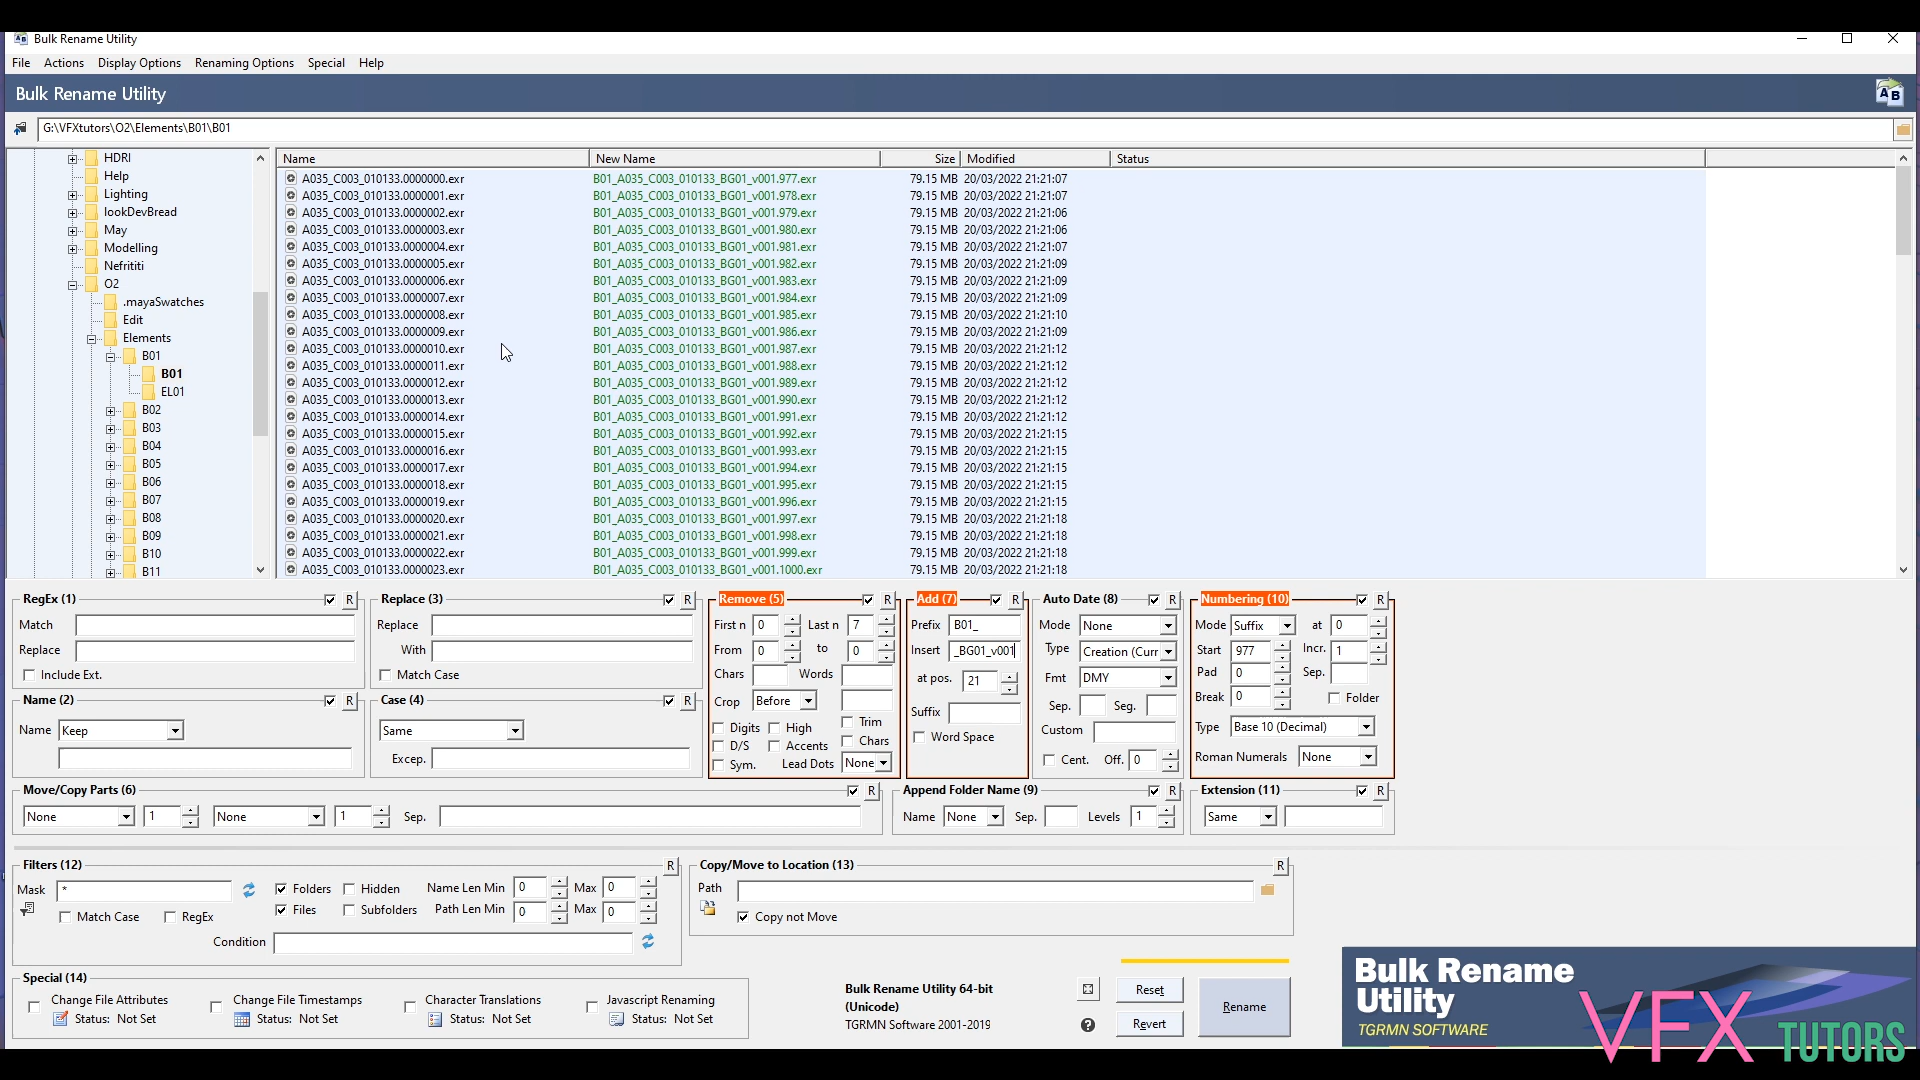 Bulk Rename Utility
File Actions Display Options Renaming Options Special Help
Bulk Rename Utility
G:\VFXtutors\O2\Elements\B01\B01
HDRI
Help
Lighting
lookDevBread
May
Modelling
Nefrititi
O2
.mayaSwatches
Edit
Elements
B01
B01
EL01
B02
B03
B04
B05
B06
B07
B08
B09
B10
B11
Name New Name Size Modified Status
A035_C003_010133.0000000.exr B01_A035_C003_010133_BG01_v001.977.exr 79.15 MB 20/03/2022 21:21:07
A035_C003_010133.0000001.exr B01_A035_C003_010133_BG01_v001.978.exr 79.15 MB 20/03/2022 21:21:07
A035_C003_010133.0000002.exr B01_A035_C003_010133_BG01_v001.979.exr 79.15 MB 20/03/2022 21:21:06
A035_C003_010133.0000003.exr B01_A035_C003_010133_BG01_v001.980.exr 79.15 MB 20/03/2022 21:21:06
A035_C003_010133.0000004.exr B01_A035_C003_010133_BG01_v001.981.exr 79.15 MB 20/03/2022 21:21:07
A035_C003_010133.0000005.exr B01_A035_C003_010133_BG01_v001.982.exr 79.15 MB 20/03/2022 21:21:09
A035_C003_010133.0000006.exr B01_A035_C003_010133_BG01_v001.983.exr 79.15 MB 20/03/2022 21:21:09
A035_C003_010133.0000007.exr B01_A035_C003_010133_BG01_v001.984.exr 79.15 MB 20/03/2022 21:21:09
A035_C003_010133.0000008.exr B01_A035_C003_010133_BG01_v001.985.exr 79.15 MB 20/03/2022 21:21:10
A035_C003_010133.0000009.exr B01_A035_C003_010133_BG01_v001.986.exr 79.15 MB 20/03/2022 21:21:09
A035_C003_010133.0000010.exr B01_A035_C003_010133_BG01_v001.987.exr 79.15 MB 20/03/2022 21:21:12
A035_C003_010133.0000011.exr B01_A035_C003_010133_BG01_v001.988.exr 79.15 MB 20/03/2022 21:21:12
A035_C003_010133.0000012.exr B01_A035_C003_010133_BG01_v001.989.exr 79.15 MB 20/03/2022 21:21:12
A035_C003_010133.0000013.exr B01_A035_C003_010133_BG01_v001.990.exr 79.15 MB 20/03/2022 21:21:12
A035_C003_010133.0000014.exr B01_A035_C003_010133_BG01_v001.991.exr 79.15 MB 20/03/2022 21:21:12
A035_C003_010133.0000015.exr B01_A035_C003_010133_BG01_v001.992.exr 79.15 MB 20/03/2022 21:21:15
A035_C003_010133.0000016.exr B01_A035_C003_010133_BG01_v001.993.exr 79.15 MB 20/03/2022 21:21:15
A035_C003_010133.0000017.exr B01_A035_C003_010133_BG01_v001.994.exr 79.15 MB 20/03/2022 21:21:15
A035_C003_010133.0000018.exr B01_A035_C003_010133_BG01_v001.995.exr 79.15 MB 20/03/2022 21:21:15
A035_C003_010133.0000019.exr B01_A035_C003_010133_BG01_v001.996.exr 79.15 MB 20/03/2022 21:21:15
A035_C003_010133.0000020.exr B01_A035_C003_010133_BG01_v001.997.exr 79.15 MB 20/03/2022 21:21:18
A035_C003_010133.0000021.exr B01_A035_C003_010133_BG01_v001.998.exr 79.15 MB 20/03/2022 21:21:18
A035_C003_010133.0000022.exr B01_A035_C003_010133_BG01_v001.999.exr 79.15 MB 20/03/2022 21:21:18
A035_C003_010133.0000023.exr B01_A035_C003_010133_BG01_v001.1000.exr 79.15 MB 20/03/2022 21:21:18
RegEx (1) R
Match
Replace
Include Ext.
Replace (3) R
Replace
With
Match Case
Name (2) R
Name Keep
Case (4) R
Same
Excep.
Remove (5) R
First n 0 Last n 7
From 0 to 0
Chars Words
Crop Before
Digits High Trim
D/S Accents Chars
Sym. Lead Dots None
Add (7) R
Prefix B01_
Insert _BG01_v001
at pos. 21
Suffix
Word Space
Auto Date (8) R
Mode None
Type Creation (Curr
Fmt DMY
Sep. Seg.
Custom
Cent. Off. 0
Numbering (10) R
Mode Suffix at 0
Start 977 Incr. 1
Pad 0 Sep.
Break 0 Folder
Type Base 10 (Decimal)
Roman Numerals None
Move/Copy Parts (6) R
None 1 None 1 Sep.
Append Folder Name (9) R
Name None Sep. Levels 1
Extension (11) R
Same
Filters (12) R
Mask * Folders Hidden Name Len Min 0 Max 0
Files Subfolders Path Len Min 0 Max 0
Match Case RegEx
Condition
Copy/Move to Location (13) R
Path
Copy not Move
Special (14)
Change File Attributes
Status: Not Set
Change File Timestamps
Status: Not Set
Character Translations
Status: Not Set
Javascript Renaming
Status: Not Set
Bulk Rename Utility 64-bit
(Unicode)
TGRMN Software 2001-2019
Reset
Revert
Rename
Bulk Rename
Utility
TGRMN SOFTWARE
VFX TUTORS